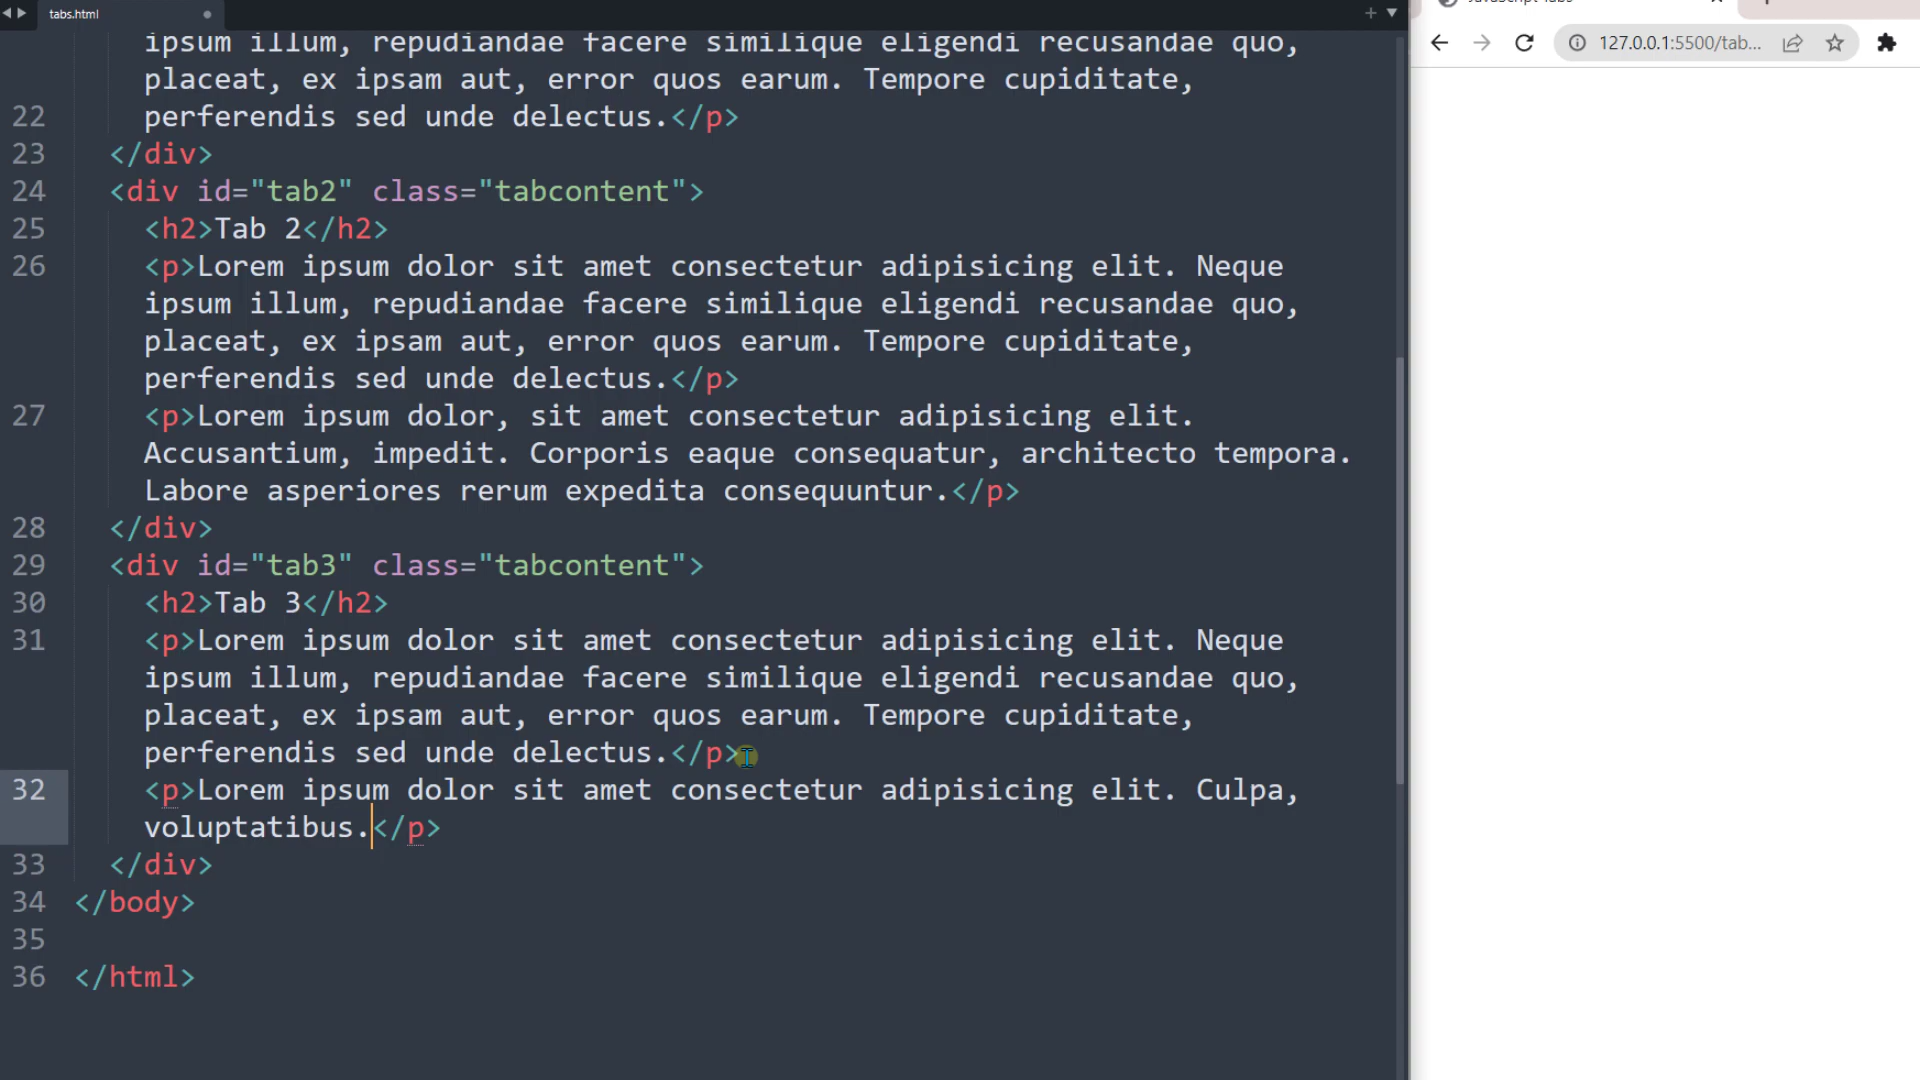 tabs.html
ipsum illum, repudiandae facere similique eligendi recusandae quo,
placeat, ex ipsam aut, error quos earum. Tempore cupiditate,
22 perferendis sed unde delectus.</p>
23 </div>
24 <div id="tab2" class="tabcontent">
25 <h2>Tab 2</h2>
26 <p>Lorem ipsum dolor sit amet consectetur adipisicing elit. Neque
ipsum illum, repudiandae facere similique eligendi recusandae quo,
placeat, ex ipsam aut, error quos earum. Tempore cupiditate,
perferendis sed unde delectus.</p>
27 <p>Lorem ipsum dolor, sit amet consectetur adipisicing elit.
Accusantium, impedit. Corporis eaque consequatur, architecto tempora.
Labore asperiores rerum expedita consequuntur.</p>
28 </div>
29 <div id="tab3" class="tabcontent">
30 <h2>Tab 3</h2>
31 <p>Lorem ipsum dolor sit amet consectetur adipisicing elit. Neque
ipsum illum, repudiandae facere similique eligendi recusandae quo,
placeat, ex ipsam aut, error quos earum. Tempore cupiditate,
perferendis sed unde delectus.</p>
32 <p>Lorem ipsum dolor sit amet consectetur adipisicing elit. Culpa,
voluptatibus.</p>
33 </div>
34 </body>
35
36 </html>
127.0.0.1:5500/tab...